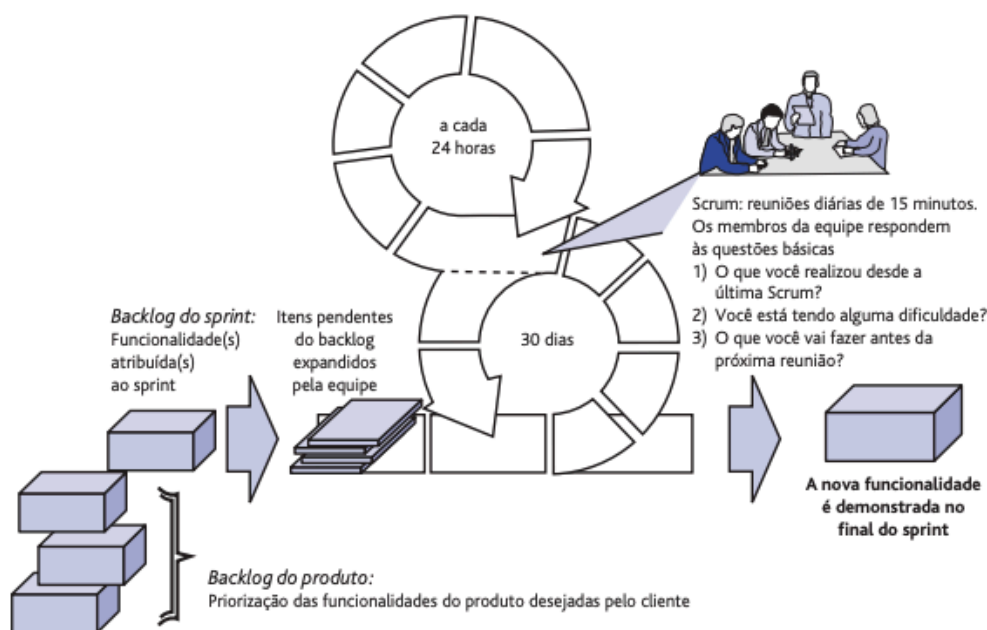 a cada
24 horas
Scrum: reuniões diárias de 15 minutos.
Os membros da equipe respondem
às questões básicas
1) O que você realizou desde a
última Scrum?
2) Você está tendo alguma dificuldade?
3) O que você vai fazer antes da
próxima reunião?
Backlog do sprint:
Funcionalidade(s)
atribuída(s)
ao sprint
Itens pendentes
do backlog
expandidos
pela equipe
30 dias
A nova funcionalidade
é demonstrada no
final do sprint
Backlog do produto:
Priorização das funcionalidades do produto desejadas pelo cliente